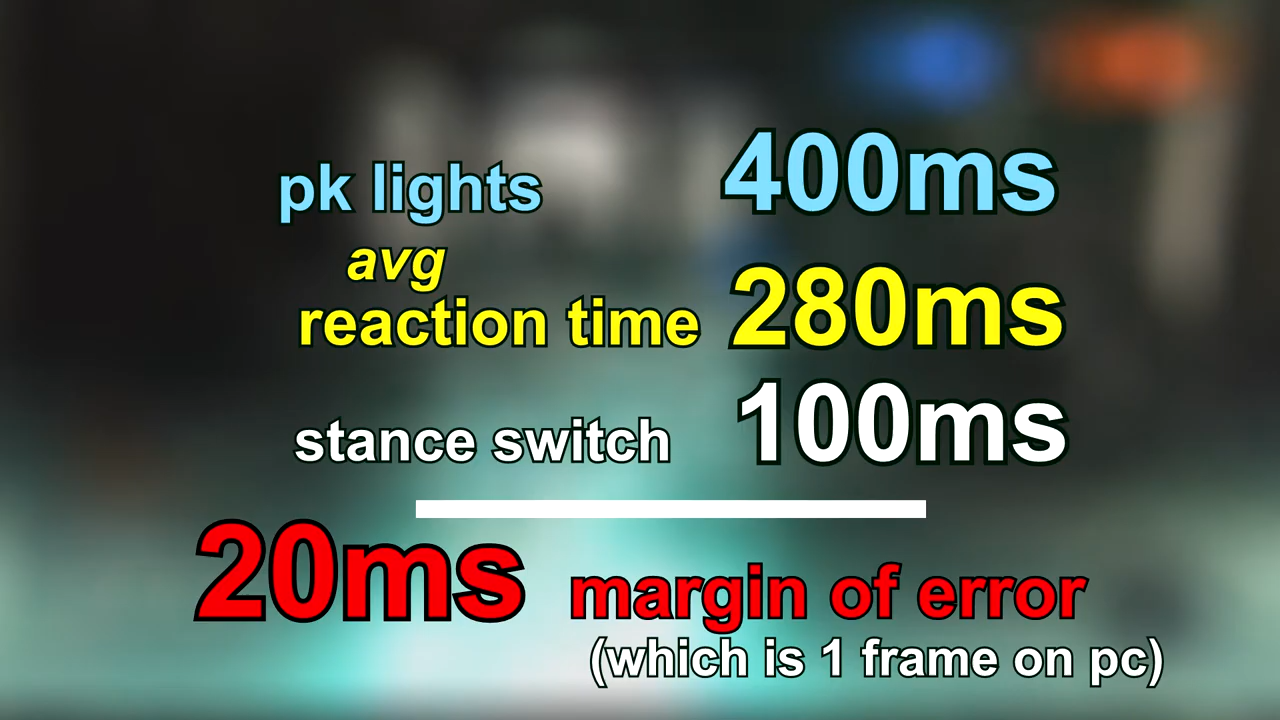 pk lights 400ms
avg
reaction time 280ms
stance switch 100ms
20ms margin of error
(which is 1 frame on pc)